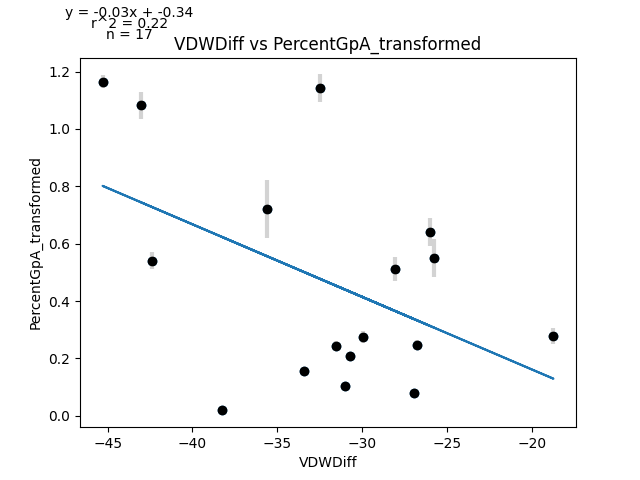 y = -0.03x + -0.34
r^2 = 0.22
n = 17
VDWDiff vs PercentGpA_transformed
PercentGpA_transformed
1.2
1.0
0.8
0.6
0.4
0.2
0.0
−45 −40 −35 −30 −25 −20
VDWDiff